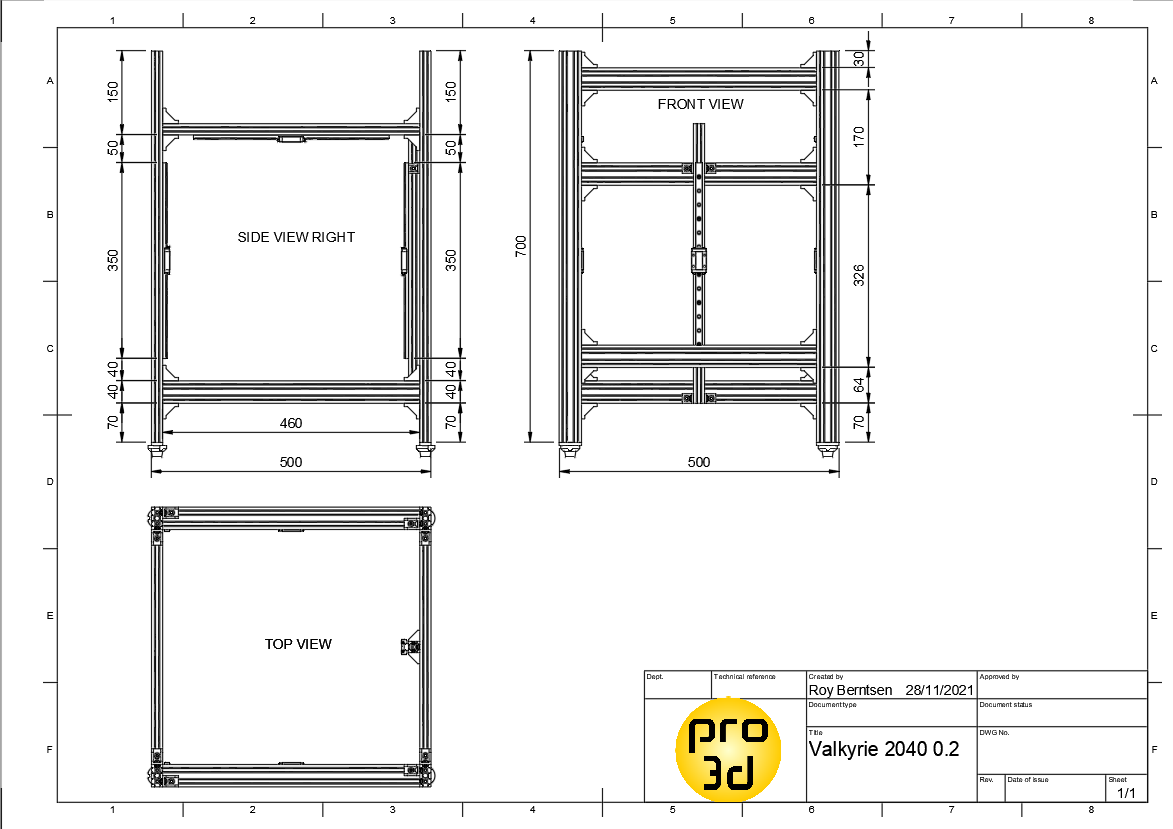 1 2 3 4 5 6 7 8
A A
B B
C C
D D
E E
F F
150
50
350
40
40
70
SIDE VIEW RIGHT
150
50
350
40
40
70
460
500
FRONT VIEW
700
30
170
326
64
70
500
TOP VIEW
Dept.
Technical reference
Created by
Roy Berntsen 28/11/2021
Approved by
Document type
Document status
pro
3d
Title
Valkyrie 2040 0.2
DWG No.
Rev.
Date of issue
Sheet
1/1
1 2 3 4 5 6 7 8